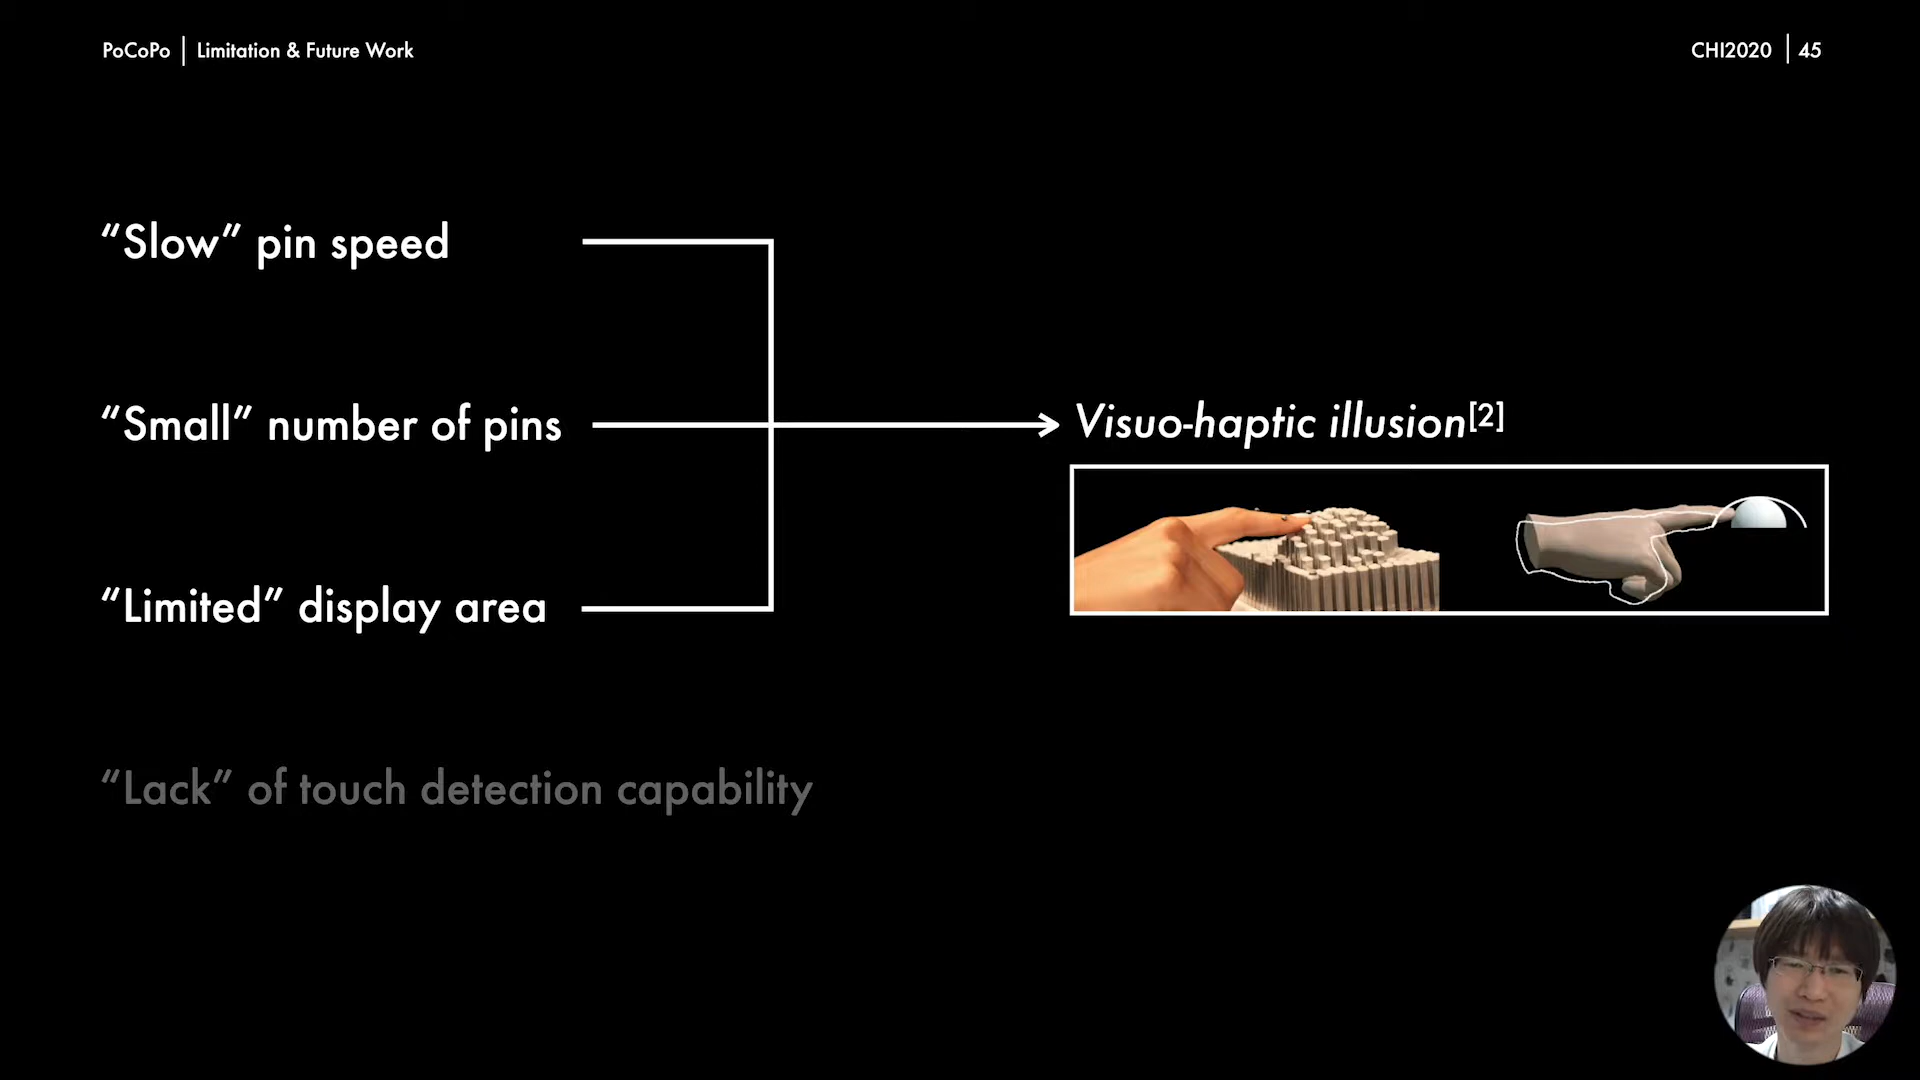 PoCoPo | Limitation & Future Work
CHI2020 | 45
“Slow” pin speed
“Small” number of pins
Visuo-haptic illusion[2]
“Limited” display area
“Lack” of touch detection capability